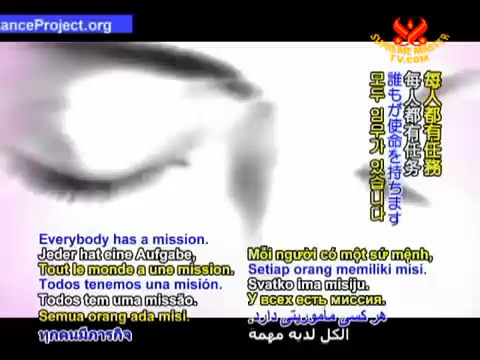 tanceProject.org
SUPREME MASTER
TV.COM
每人都有任務
每人都有任务
誰もが使命を持ちます
모두 임무가 있습니다
Everybody has a mission.
Jeder hat eine Aufgabe,
Tout le monde a une mission.
Todos tenemos una misión.
Todos tem uma missão.
Semua orang ada misi.
ทุกคนมีภารกิจ
Mỗi người có một sứ mệnh,
Setiap orang memiliki misi.
Svatko ima misiju.
У всех есть миссия.
هر کسی مأموریتی دارد.
الكل لديه مهمة